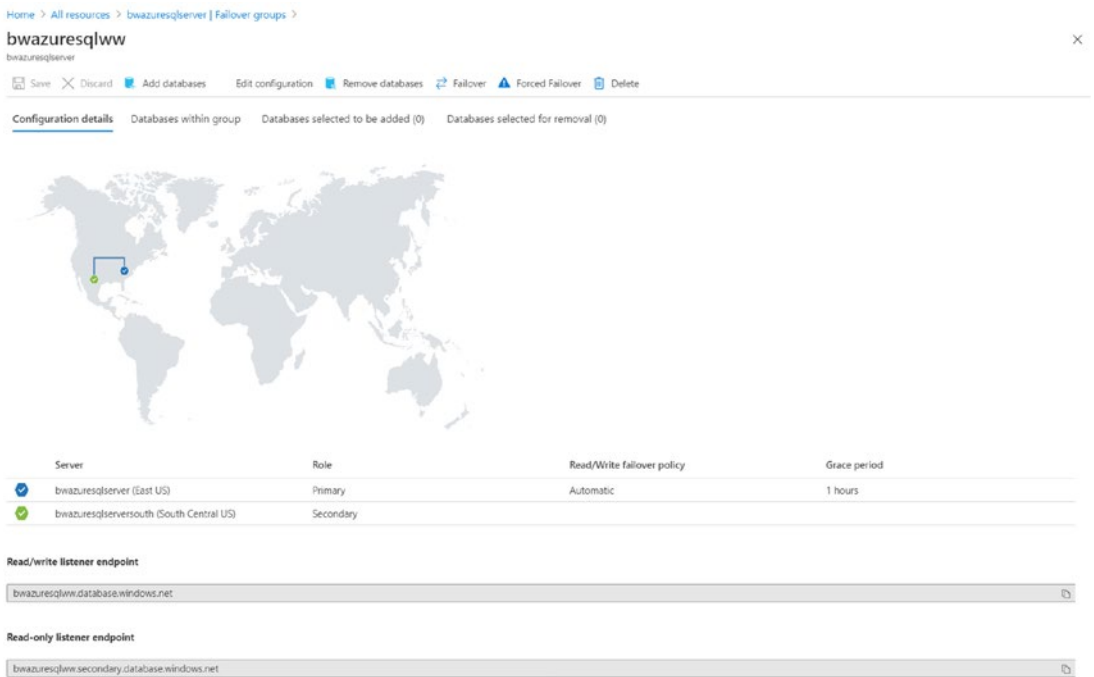 Home > All resources > bwazuresqlserver | Failover groups >
bwazuresqlww
bwazuresqlserver
Save Discard Add databases Edit configuration Remove databases Failover Forced Failover Delete
Configuration details Databases within group Databases selected to be added (0) Databases selected for removal (0)
Server Role Read/Write failover policy Grace period
bwazuresqlserver (East US) Primary Automatic 1 hours
bwazuresqlserversouth (South Central US) Secondary
Read/write listener endpoint
bwazuresqlww.database.windows.net
Read-only listener endpoint
bwazuresqlww.secondary.database.windows.net